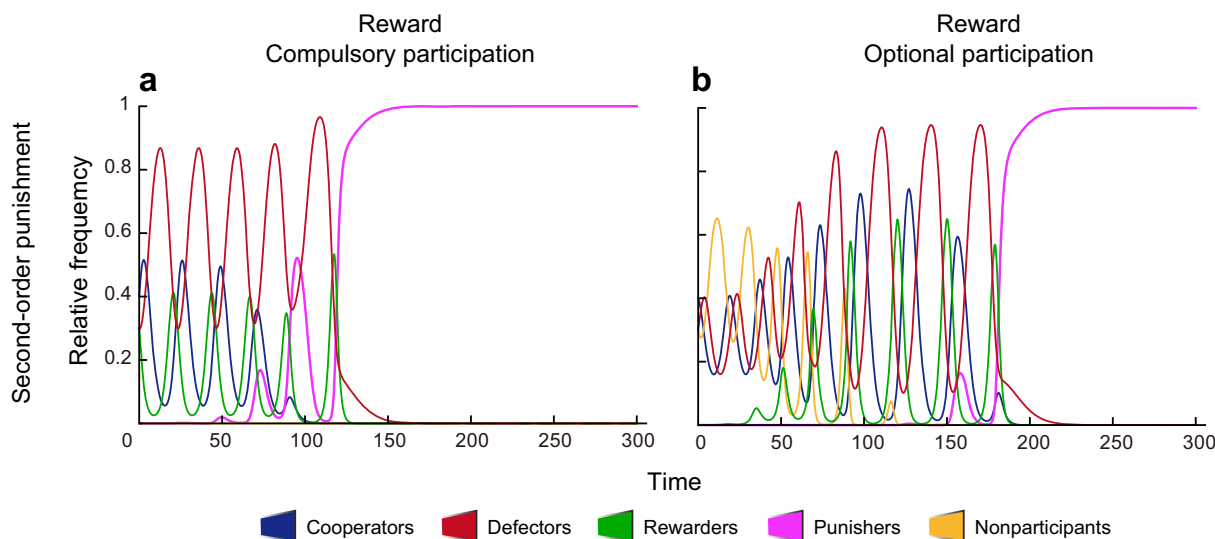 Reward
Compulsory participation
Reward
Optional participation
a
b
Second-order punishment
Relative frequemcy
1
0.8
0.6
0.4
0.2
0 50 100 150 200 250 300
0 50 100 150 200 250 300
Time
Cooperators Defectors Rewarders Punishers Nonparticipants